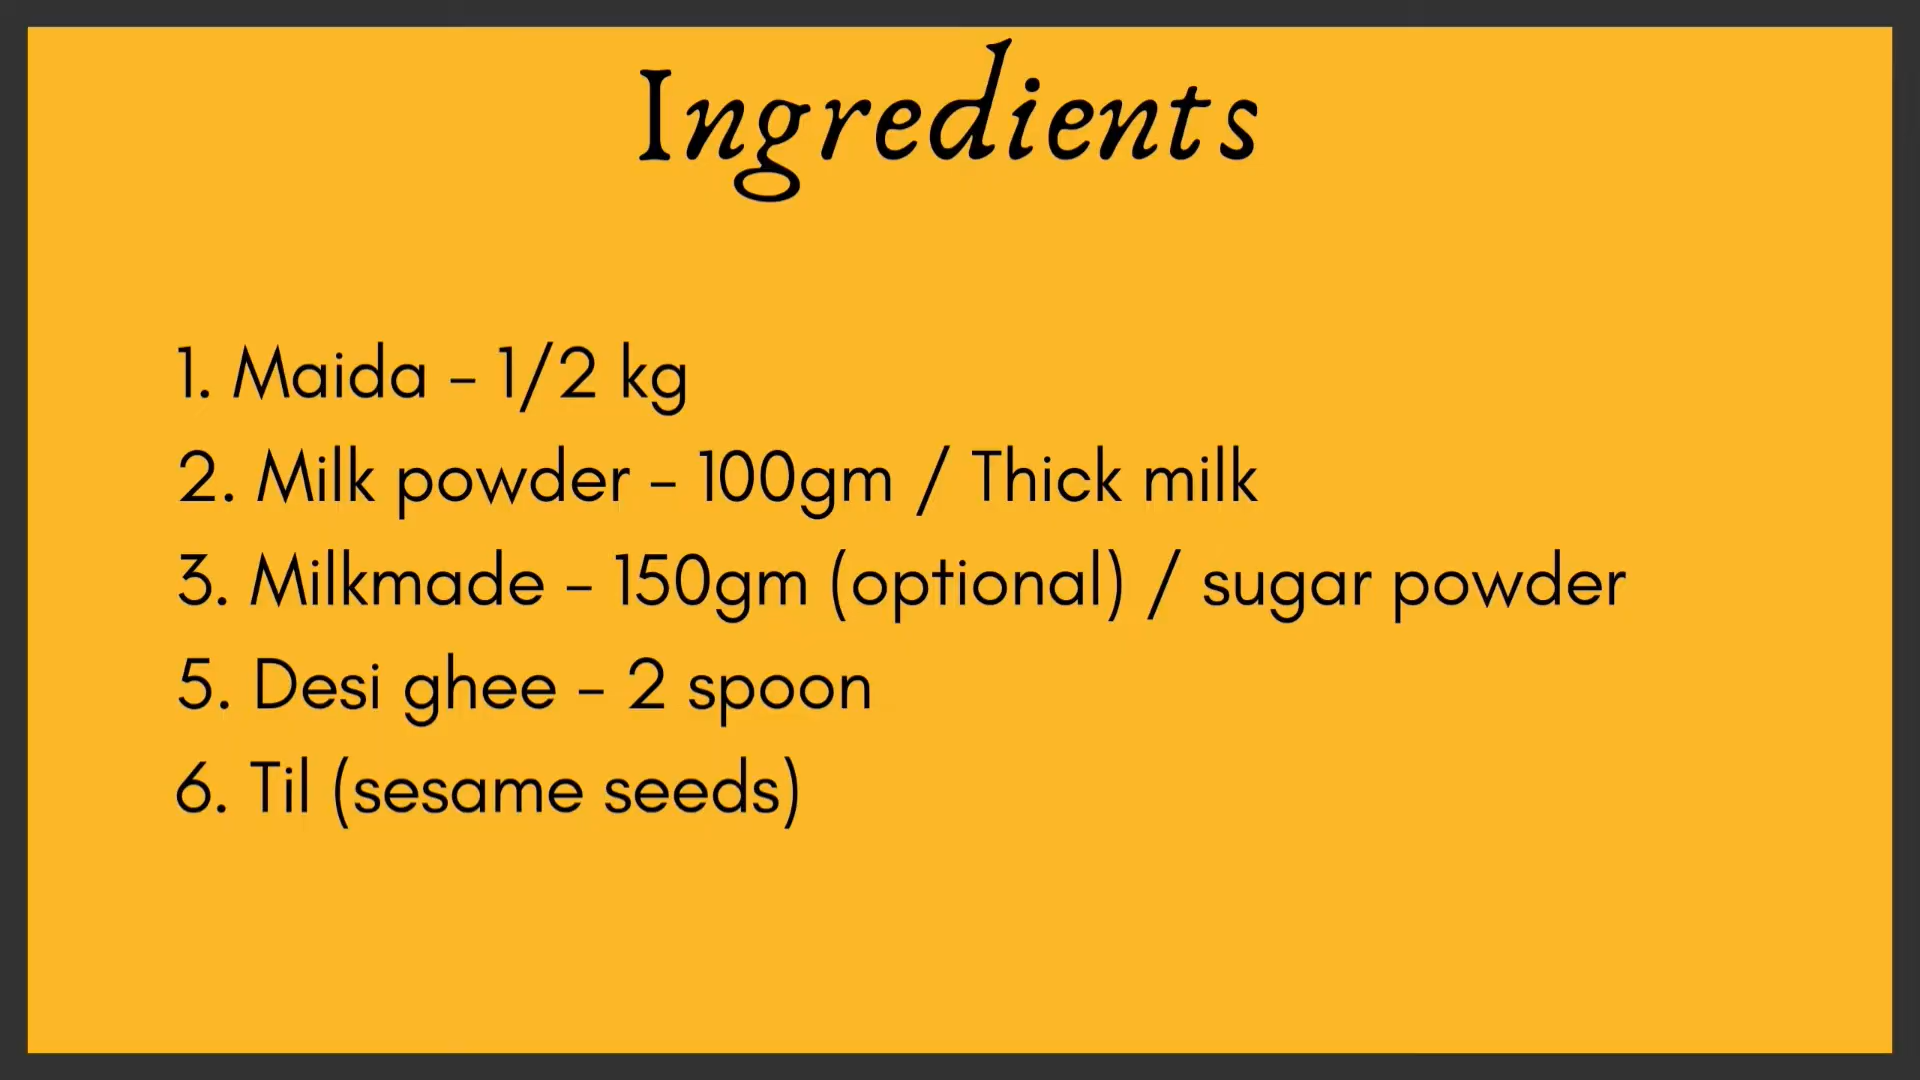 Ingredients
1. Maida - 1/2 kg
2. Milk powder - 100gm / Thick milk
3. Milkmade - 150gm (optional) / sugar powder
5. Desi ghee - 2 spoon
6. Til (sesame seeds)